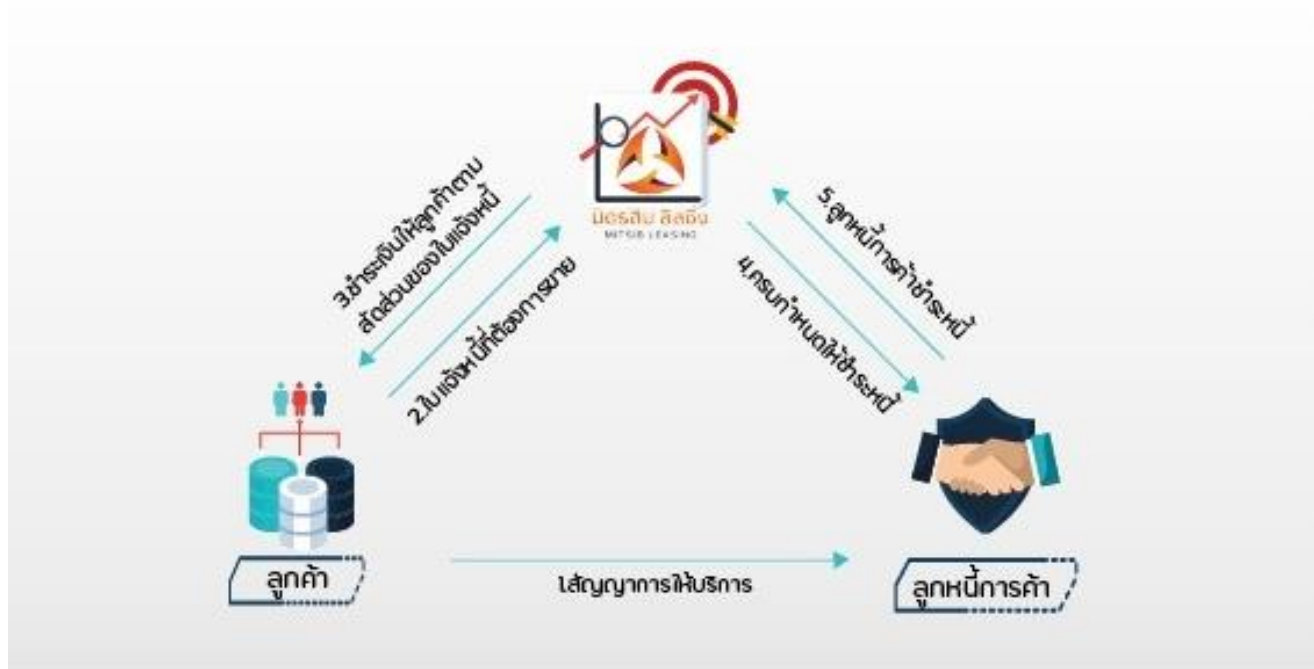 มิตรสิบ ลิสซิ่ง
MITSIB LEASING
3.ชำระเงินให้ลูกค้าตาม
สัดส่วนของใบแจ้งหนี้
2.ใบแจ้งหนี้ที่ต้องการขาย
5.ลูกหนี้การค้าชำระหนี้
4.ครบกำหนดให้ชำระหนี้
ลูกค้า
1.สัญญาการให้บริการ
ลูกหนี้การค้า